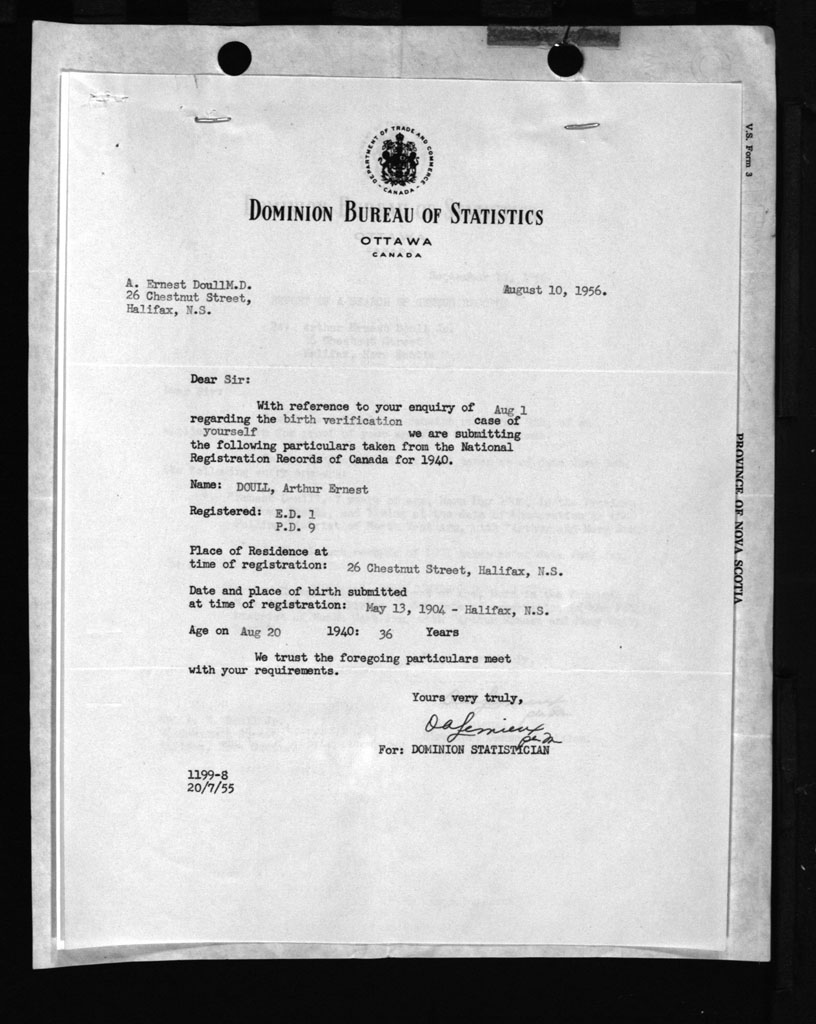 V.S. Form 3
DEPARTMENT OF TRADE AND COMMERCE
- CANADA -
DOMINION BUREAU OF STATISTICS
OTTAWA
CANADA
A. Ernest DoullM.D.
26 Chestnut Street,
Halifax, N.S.
August 10, 1956.
Dear Sir:
With reference to your enquiry of Aug 1
regarding the birth verification case of
yourself we are submitting
the following particulars taken from the National
Registration Records of Canada for 1940.
Name: DOULL, Arthur Ernest
Registered: E.D. 1
P.D. 9
Place of Residence at
time of registration: 26 Chestnut Street, Halifax, N.S.
Date and place of birth submitted
at time of registration: May 13, 1904 - Halifax, N.S.
Age on Aug 20 1940: 36 Years
We trust the foregoing particulars meet
with your requirements.
Yours very truly,
For: DOMINION STATISTICIAN
1199-8
20/7/55
PROVINCE OF NOVA SCOTIA